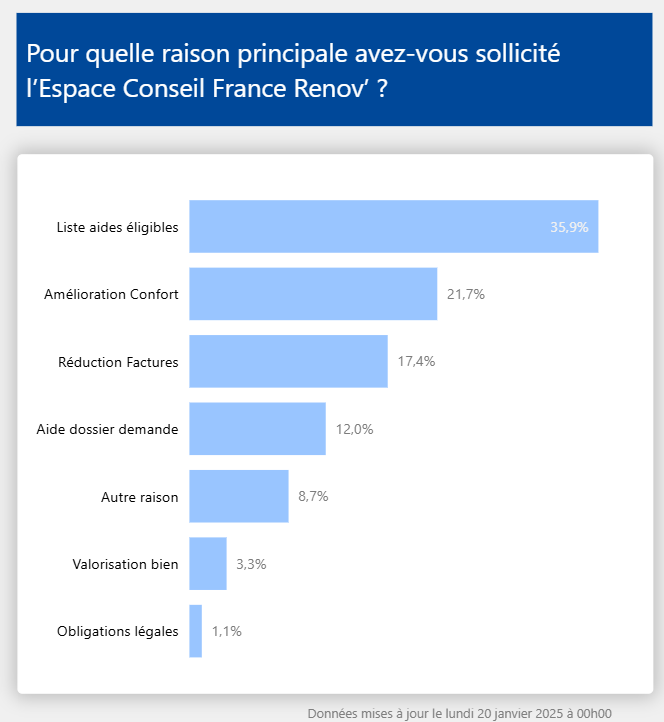 Pour quelle raison principale avez-vous sollicité
l’Espace Conseil France Renov’ ?
Liste aides éligibles 35,9%
Amélioration Confort 21,7%
Réduction Factures 17,4%
Aide dossier demande 12,0%
Autre raison 8,7%
Valorisation bien 3,3%
Obligations légales 1,1%
Données mises à jour le lundi 20 janvier 2025 à 00h00